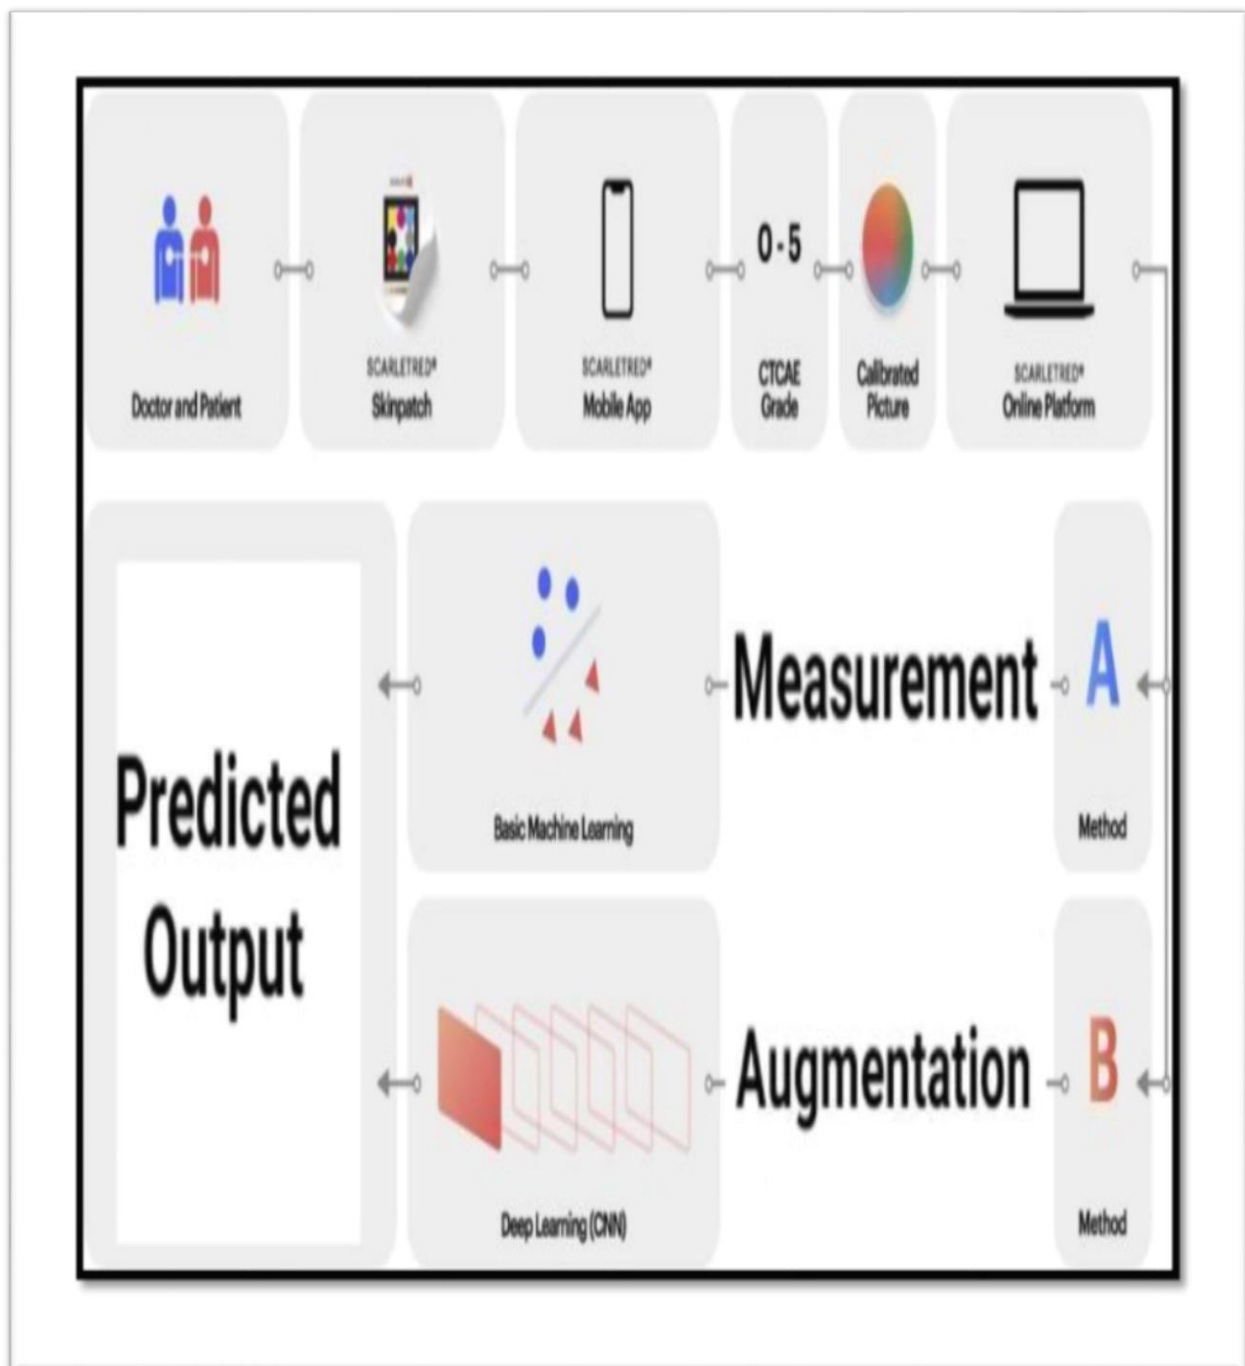 Doctor and Patient
SCARLETRED®
Skinpatch
SCARLETRED®
Mobile App
0 - 5
CTCAE
Grade
Calibrated
Picture
SCARLETRED®
Online Platform
Predicted
Output
Basic Machine Learning
Measurement
A
Method
Deep Learning (CNN)
Augmentation
B
Method